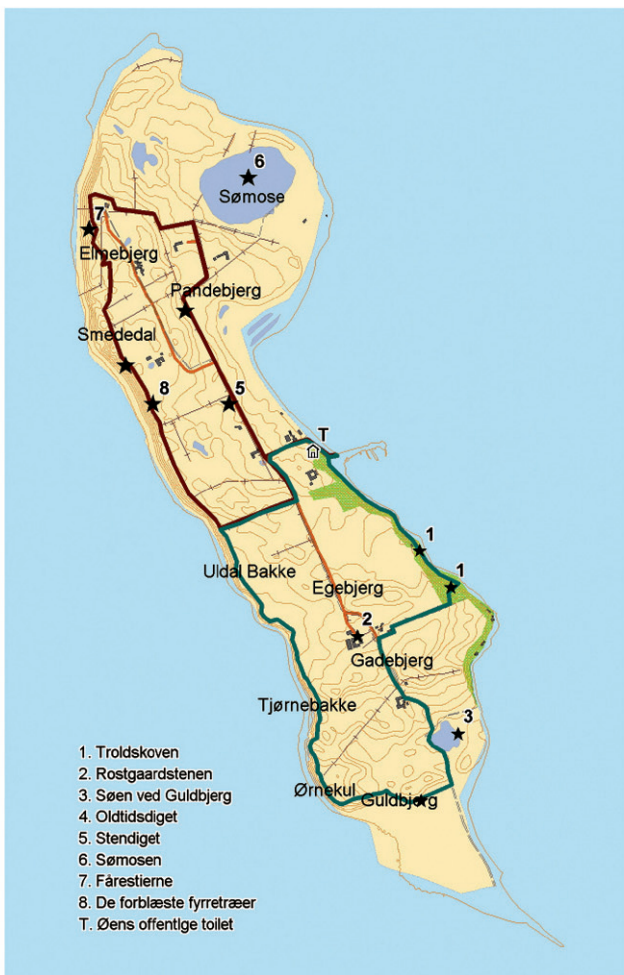 6
Sømose
7
Elmebjerg
Pandebjerg
Smededal
8
5
T
1
1
Uldal Bakke
Egebjerg
2
Gadebjerg
Tjørnebakke
3
Ørnekul
Guldbjerg
1. Troldskoven
2. Rostgaardstenen
3. Søen ved Guldbjerg
4. Oldtidsdiget
5. Stendiget
6. Sømosen
7. Fårestierne
8. De forblæste fyrretræer
T. Øens offentlge toilet